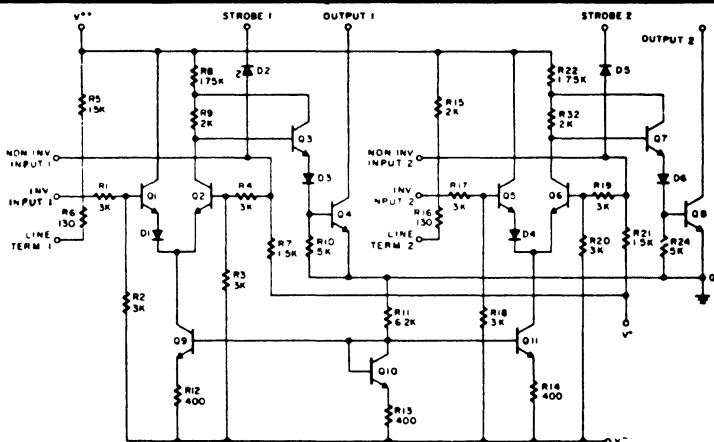 V++
STROBE 1
OUTPUT 1
STROBE 2
OUTPUT 2
R5
15K
R8
1.75K
D2
R9
2K
Q3
D3
NON INV
INPUT 1
INV
INPUT 1
R1
3K
Q1
Q2
R4
3K
R6
130
LINE
TERM 1
D1
R7
1.5K
R10
5K
Q4
R2
3K
R3
3K
R15
2K
R22
1.75K
D5
R32
2K
Q7
D6
NON INV
INPUT 2
INV
INPUT 2
R17
3K
Q5
Q6
R19
3K
R16
130
LINE
TERM 2
D4
R20
3K
R21
1.5K
R24
5K
Q8
R11
6.2K
R18
3K
V+
Q9
Q10
Q11
R12
400
R13
400
R14
400
V-